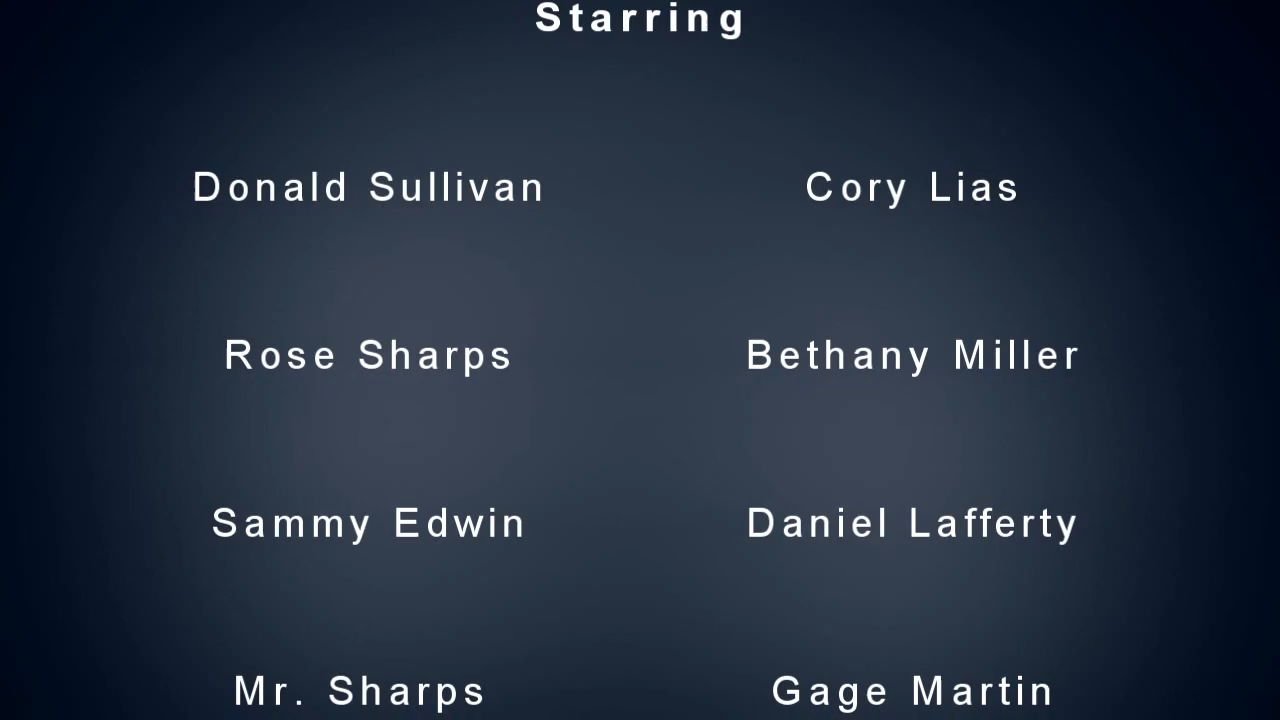 Starring
Donald Sullivan Cory Lias
Rose Sharps Bethany Miller
Sammy Edwin Daniel Lafferty
Mr. Sharps Gage Martin